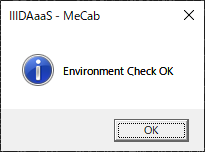 IIIDAaaS - MeCab
Environment Check OK
OK